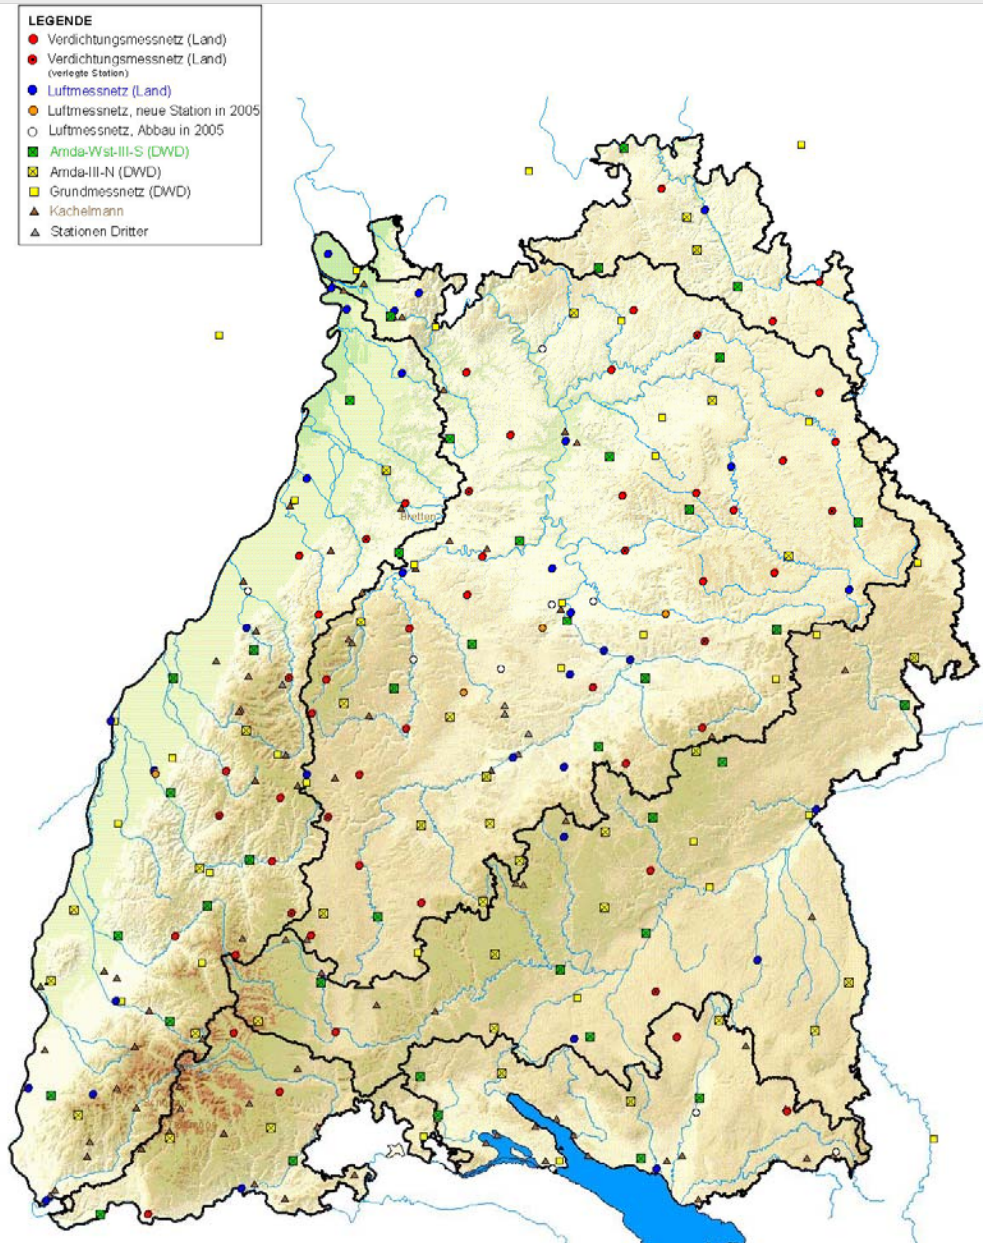 LEGENDE
Verdichtungsmessnetz (Land)
Verdichtungsmessnetz (Land)
(verlegte Station)
Luftmessnetz (Land)
Luftmessnetz, neue Station in 2005
Luftmessnetz, Abbau in 2005
Amda-Wst-III-S (DWD)
Amda-III-N (DWD)
Grundmessnetz (DWD)
Kachelmann
Stationen Dritter
Bretten